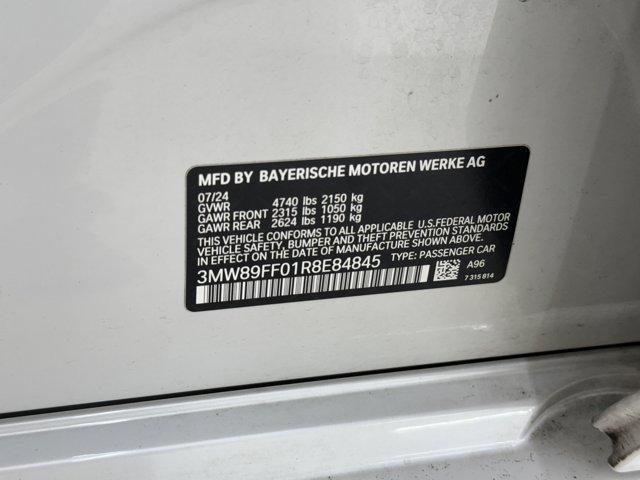 MFD BY BAYERISCHE MOTOREN WERKE AG
07/24
GVWR 4740 lbs 2150 kg
GAWR FRONT 2315 lbs 1050 kg
GAWR REAR 2624 lbs 1190 kg
THIS VEHICLE CONFORMS TO ALL APPLICABLE U.S.FEDERAL MOTOR
VEHICLE SAFETY, BUMPER AND THEFT PREVENTION STANDARDS
IN EFFECT ON THE DATE OF MANUFACTURE SHOWN ABOVE.
3MW89FF01R8E84845 TYPE: PASSENGER CAR
A96
7 315 814